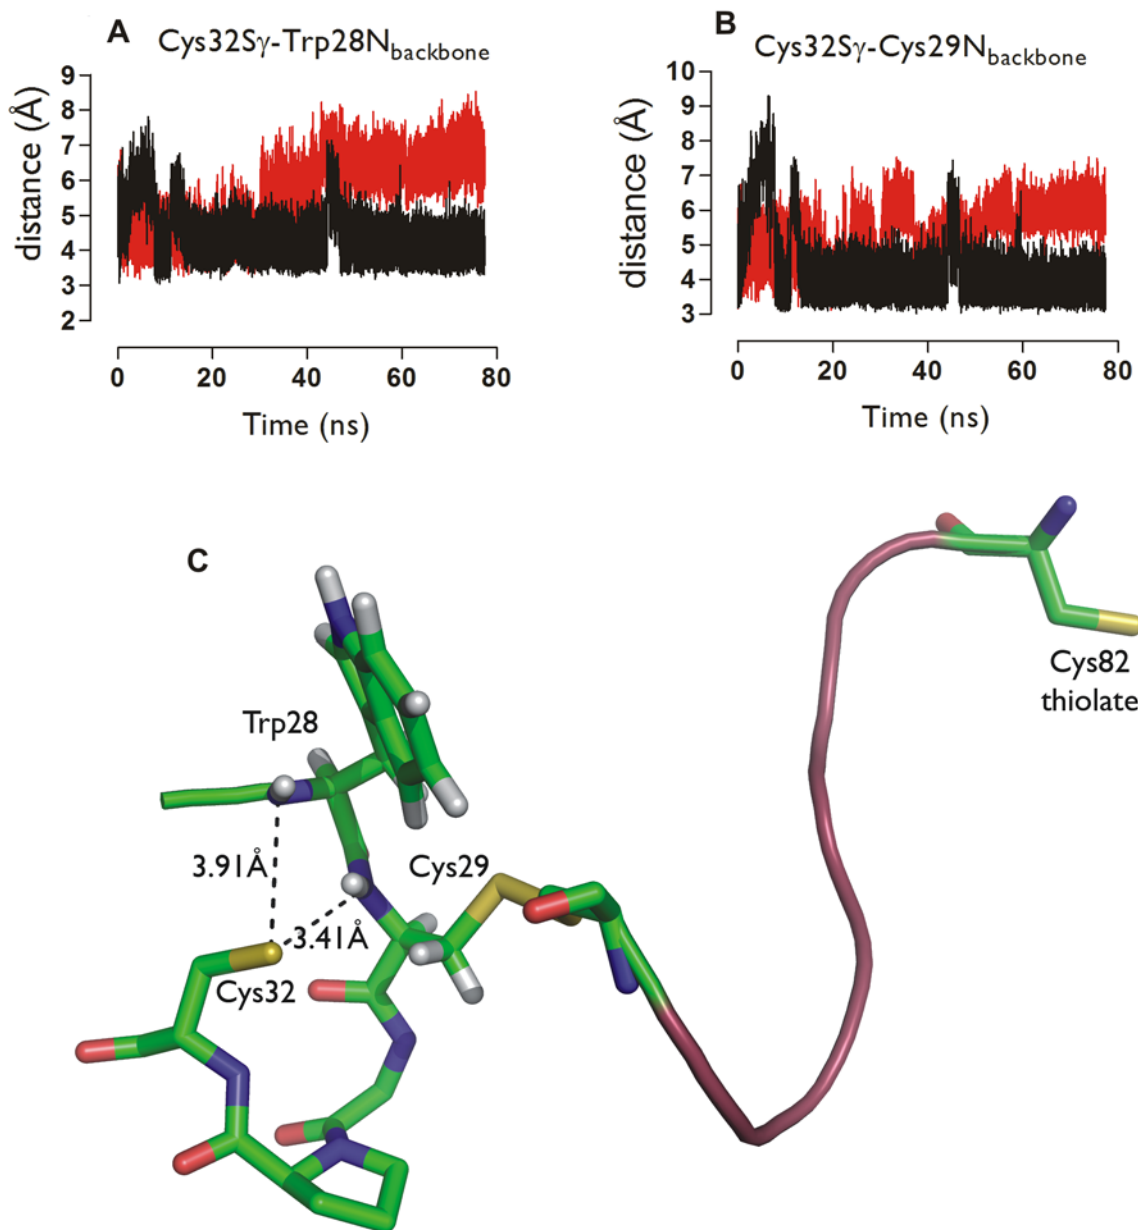 A
Cys32Sγ-Trp28Nbackbone
distance (Å)
9
8
7
6
5
4
3
2
0
20
40
60
80
Time (ns)
B
Cys32Sγ-Cys29Nbackbone
distance (Å)
10
9
8
7
6
5
4
3
0
20
40
60
80
Time (ns)
C
Trp28
3.91Å
Cys29
3.41Å
Cys32
Cys82
thiolate